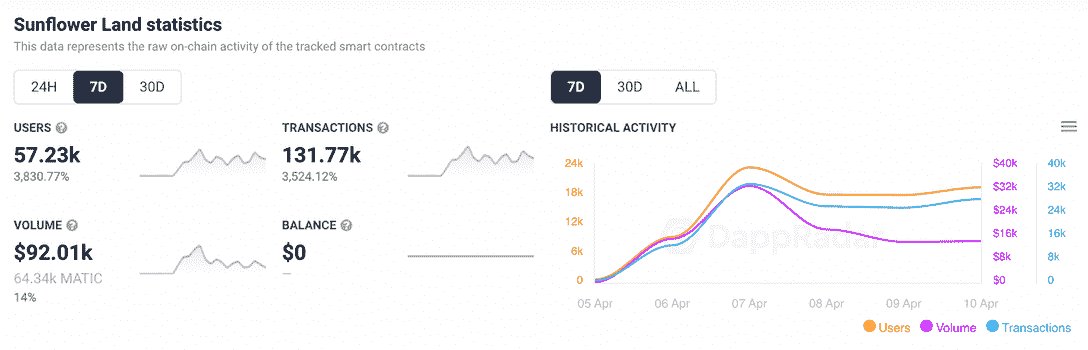 Sunflower Land statistics
This data represents the raw on-chain activity of the tracked smart contracts
24H 7D 30D
USERS ?
57.23k
3,830.77%
TRANSACTIONS ?
131.77k
3,524.12%
VOLUME ?
$92.01k
64.34k MATIC
14%
BALANCE ?
$0
—
7D 30D ALL
HISTORICAL ACTIVITY
24k $40k 40k
18k $32k 32k
$24k 24k
12k $16k 16k
6k $8k 8k
0 $0 0
DappRadar
05 Apr 06 Apr 07 Apr 08 Apr 09 Apr 10 Apr
Users Volume Transactions